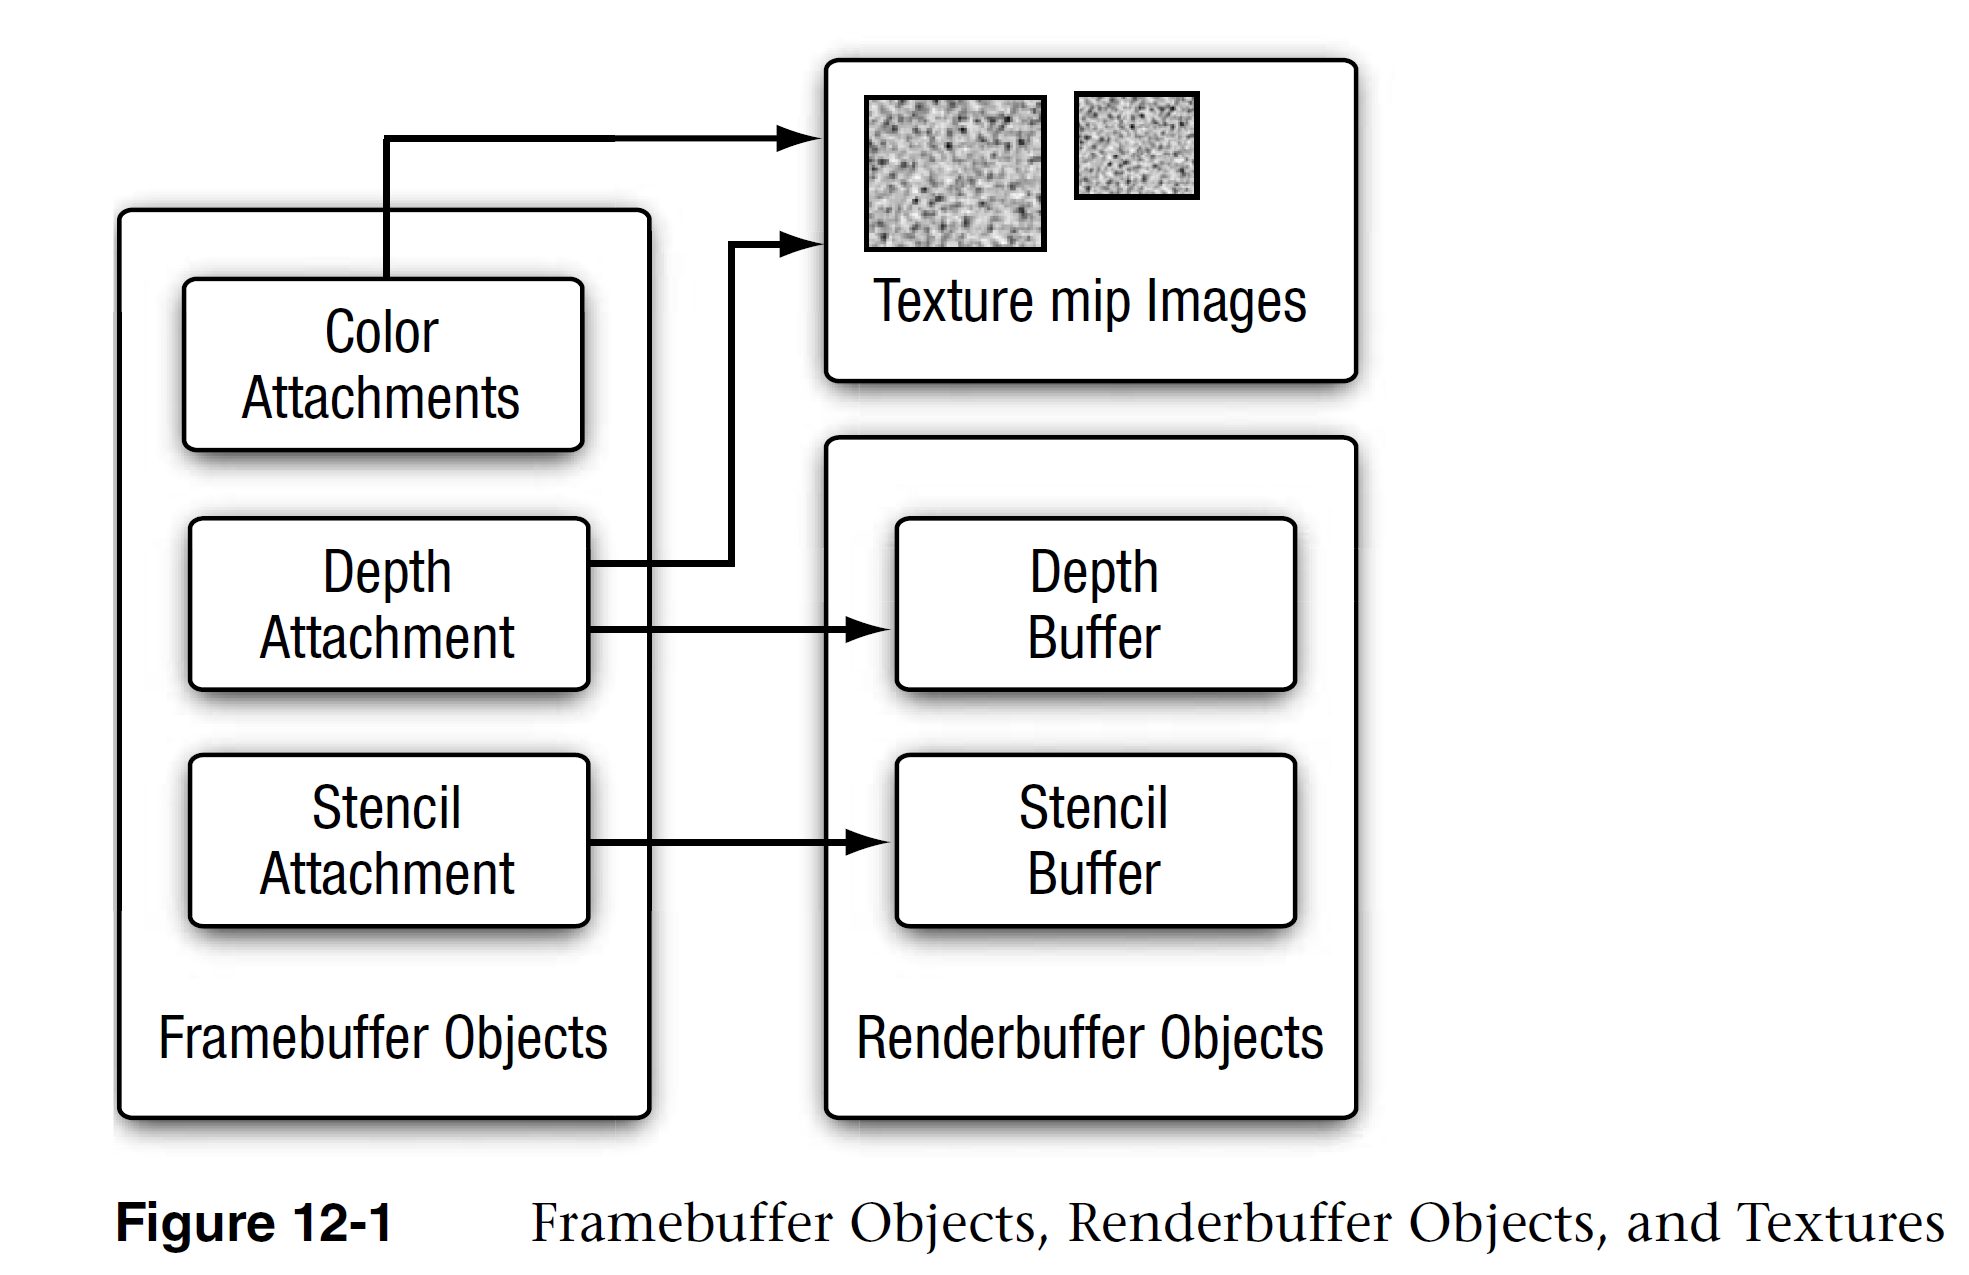 Texture mip Images
Color
Attachments
Depth
Attachment
Stencil
Attachment
Framebuffer Objects
Depth
Buffer
Stencil
Buffer
Renderbuffer Objects
Figure 12-1 Framebuffer Objects, Renderbuffer Objects, and Textures